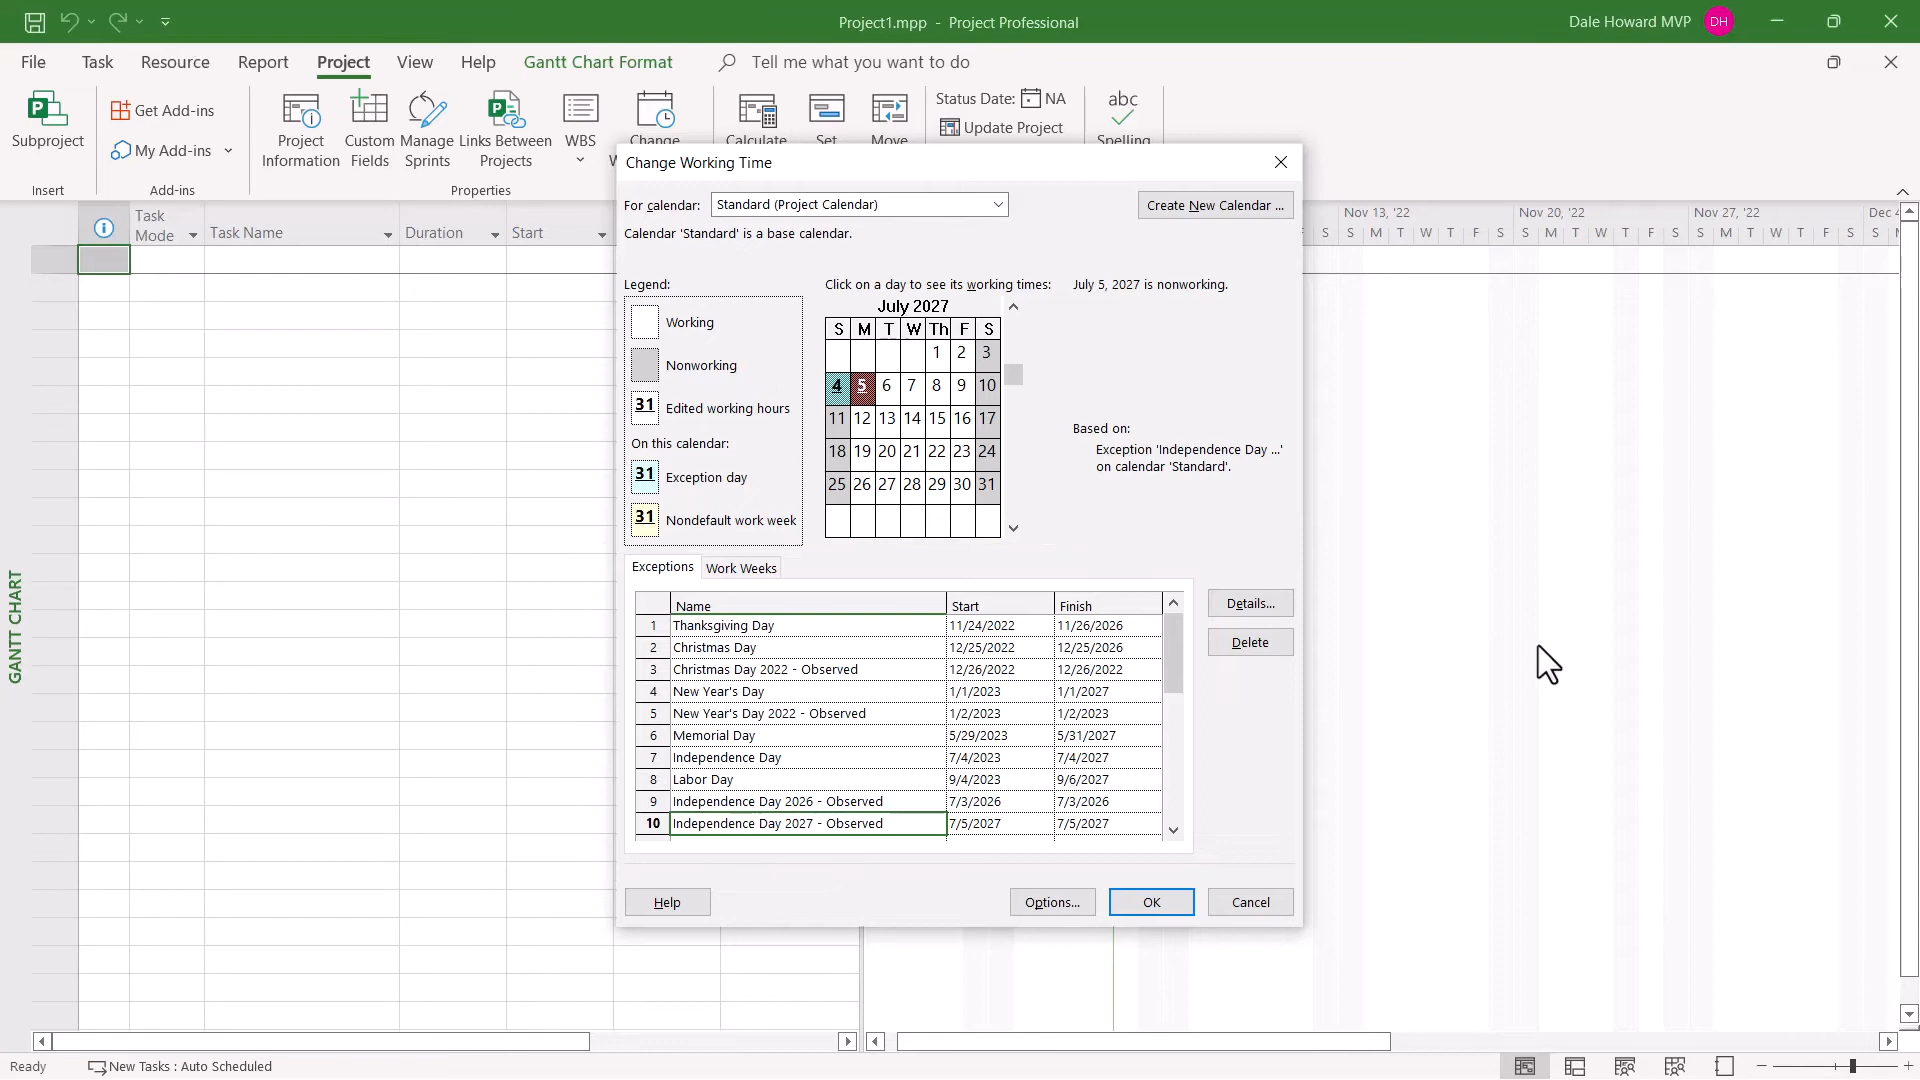 Project1.mpp - Project Professional
Dale Howard MVP DH
File Task Resource Report Project View Help Gantt Chart Format Tell me what you want to do
Subproject
Insert
Get Add-ins
My Add-ins
Add-ins
Project Information
Custom Fields
Manage Sprints
Links Between Projects
WBS
Change
Properties
Calculate
Set
Move
Status Date: NA
Update Project
abc
Spelling
Task Mode
Task Name
Duration
Start
Nov 13, '22 Nov 20, '22 Nov 27, '22 Dec
S S M T W T F S S M T W T F S S M T W T F S S
GANTT CHART
Change Working Time
For calendar: Standard (Project Calendar) Create New Calendar ...
Calendar 'Standard' is a base calendar.
Legend:
Working
Nonworking
31 Edited working hours
On this calendar:
31 Exception day
31 Nondefault work week
Click on a day to see its working times:
July 2027
S M T W Th F S
1 2 3
4 5 6 7 8 9 10
11 12 13 14 15 16 17
18 19 20 21 22 23 24
25 26 27 28 29 30 31
July 5, 2027 is nonworking.
Based on:
Exception 'Independence Day ...'
on calendar 'Standard'.
Exceptions Work Weeks
Name Start Finish
1 Thanksgiving Day 11/24/2022 11/26/2026
2 Christmas Day 12/25/2022 12/25/2026
3 Christmas Day 2022 - Observed 12/26/2022 12/26/2022
4 New Year's Day 1/1/2023 1/1/2027
5 New Year's Day 2022 - Observed 1/2/2023 1/2/2023
6 Memorial Day 5/29/2023 5/31/2027
7 Independence Day 7/4/2023 7/4/2027
8 Labor Day 9/4/2023 9/6/2027
9 Independence Day 2026 - Observed 7/3/2026 7/3/2026
10 Independence Day 2027 - Observed 7/5/2027 7/5/2027
Details...
Delete
Help Options... OK Cancel
Ready New Tasks : Auto Scheduled